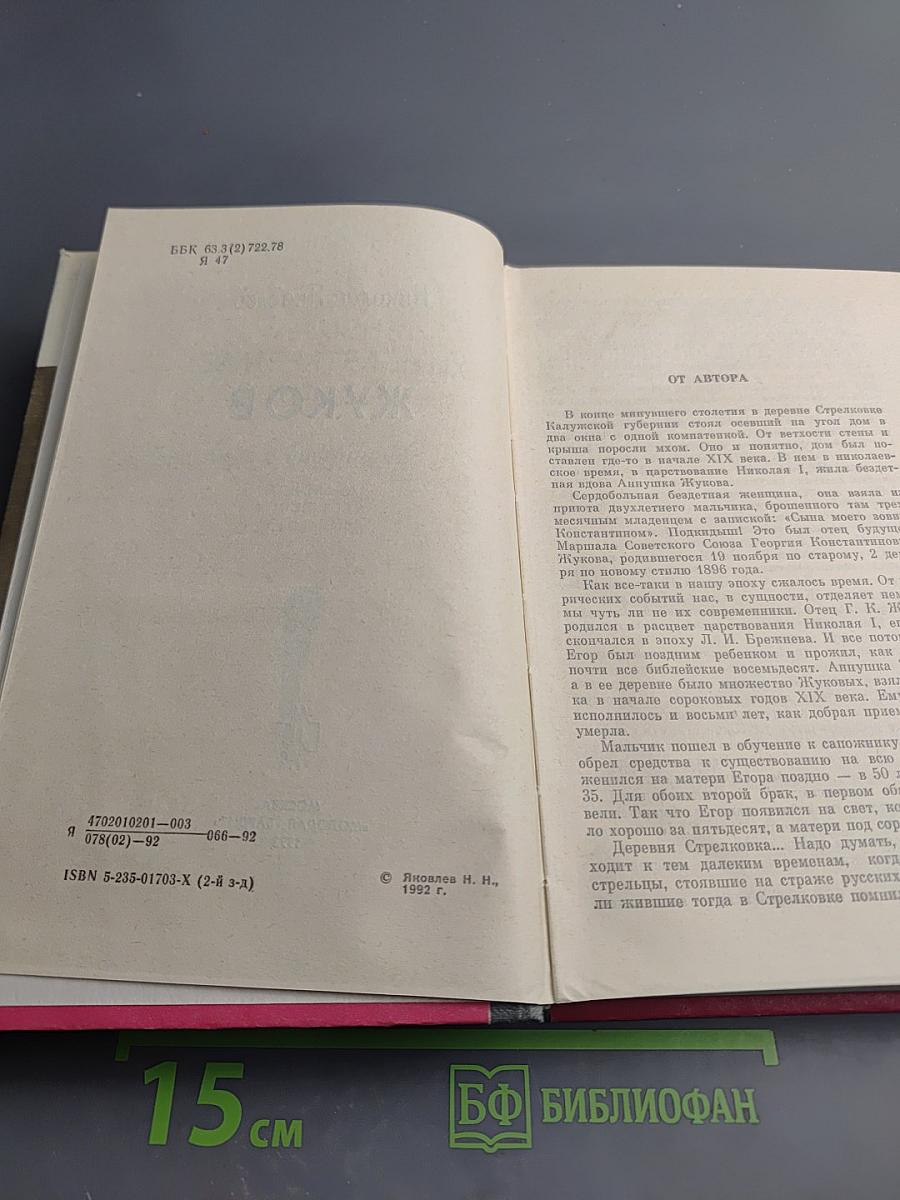 ББК 63.3(2)722.78
Я 47
ЖУКОВ
Я 4702010201—003
078(02)—92
066—92
ISBN 5-235-01703-X (2-й з-д)
© Яковлев Н. Н.,
1992 г.
ОТ АВТОРА
В конце минувшего столетия в деревне Стрелковке
Калужской губернии стоял осевший на угол дом в
два окна с одной комнатенкой. От ветхости стены и
крыша поросли мхом. Оно и понятно, дом был по-
ставлен где-то в начале XIX века. В нем в николаев-
ское время, в царствование Николая I, жила бездет-
ная вдова Аннушка Жукова.
Сердобольная бездетная женщина, она взяла из
приюта двухлетнего мальчика, брошенного там трех
месячным младенцем с запиской: «Сына моего зови
Константином». Подкидыш! Это был отец будуще
Маршала Советского Союза Георгия Константинов
Жукова, родившегося 19 ноября по старому, 2 дек
ря по новому стилю 1896 года.
Как все-таки в нашу эпоху сжалось время. От
рических событий нас, в сущности, отделяет нем
мы чуть ли не их современники. Отец Г. К. Ж
родился в расцвет царствования Николая I, ег
скончался в эпоху Л. И. Брежнева. И все пото
Егор был поздним ребенком и прожил, как
почти все библейские восемьдесят. Аннушка
а в ее деревне было множество Жуковых, взял
ка в начале сороковых годов XIX века. Ему
исполнилось и восьми лет, как добрая прием
умерла.
Мальчик пошел в обучение к сапожнику
обрел средства к существованию на всю
женился на матери Егора поздно — в 50 л
35. Для обоих второй брак, в первом об
вели. Так что Егор появился на свет, ко
ло хорошо за пятьдесят, а матери под сор
Деревня Стрелковка... Надо думать,
ходит к тем далеким временам, когд
стрельцы, стоявшие на страже русских
ли жившие тогда в Стрелковке помни
15 см
БФ БИБЛИОФАН